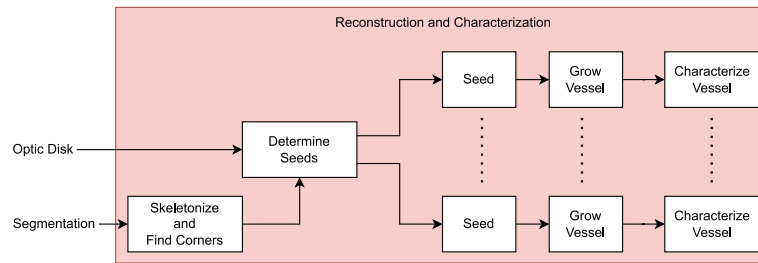 Reconstruction and Characterization
Seed
Grow
Vessel
Characterize
Vessel
Optic Disk
Determine
Seeds
Segmentation
Skeletonize
and
Find Corners
Seed
Grow
Vessel
Characterize
Vessel